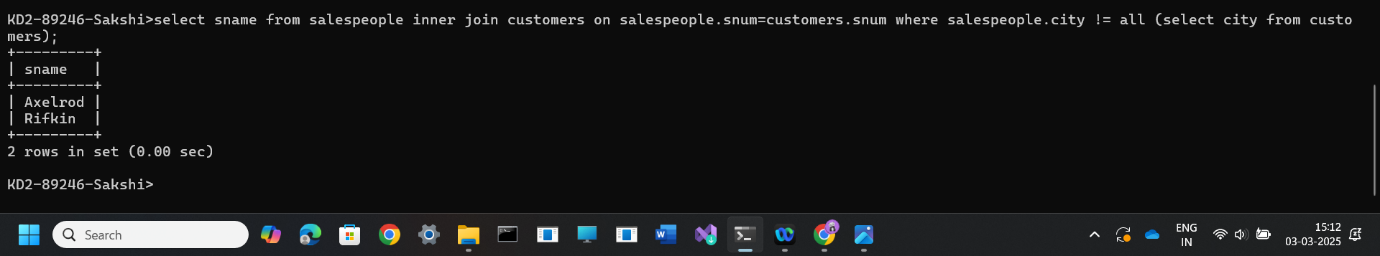 KD2-89246-Sakshi>select sname from salespeople inner join customers on salespeople.snum=customers.snum where salespeople.city != all (select city from custo
mers);
+---------+
| sname   |
+---------+
| Axelrod |
| Rifkin  |
+---------+
2 rows in set (0.00 sec)
KD2-89246-Sakshi>
Search
ENG
IN
15:12
03-03-2025